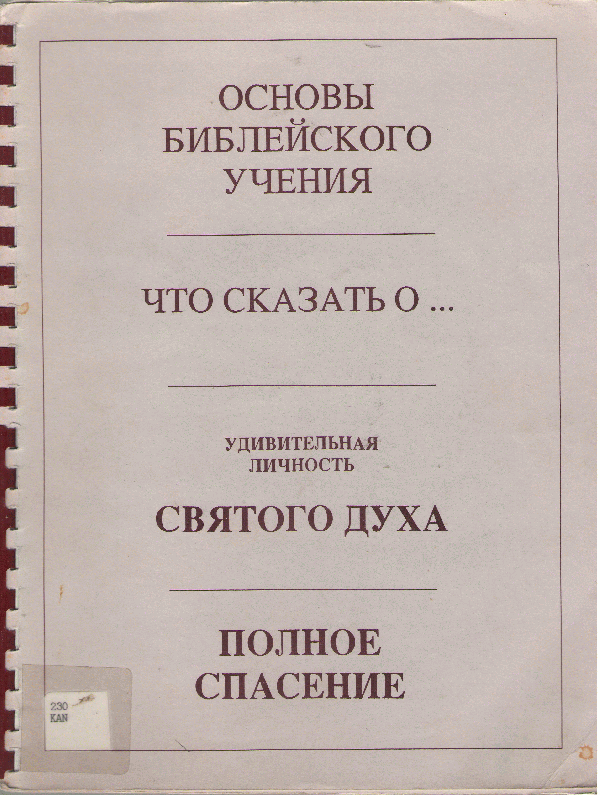 ОСНОВЫ
БИБЛЕЙСКОГО
УЧЕНИЯ
ЧТО СКАЗАТЬ О ...
УДИВИТЕЛЬНАЯ
ЛИЧНОСТЬ
СВЯТОГО ДУХА
ПОЛНОЕ
СПАСЕНИЕ
230
KAN